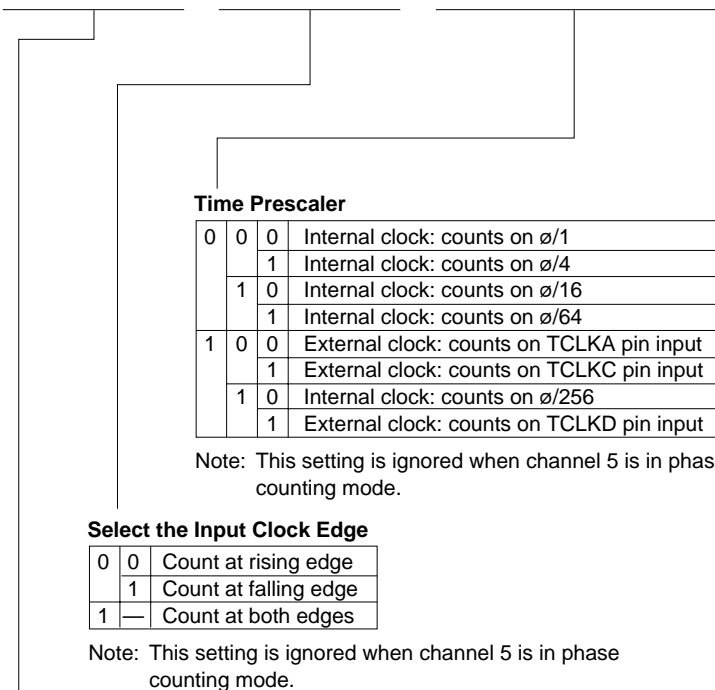 Time Prescaler
0 0 0 Internal clock: counts on ø/1
1 Internal clock: counts on ø/4
1 0 Internal clock: counts on ø/16
1 Internal clock: counts on ø/64
1 0 0 External clock: counts on TCLKA pin input
1 External clock: counts on TCLKC pin input
1 0 Internal clock: counts on ø/256
1 External clock: counts on TCLKD pin input
Note: This setting is ignored when channel 5 is in phas
counting mode.
Select the Input Clock Edge
0 0 Count at rising edge
1 Count at falling edge
1 — Count at both edges
Note: This setting is ignored when channel 5 is in phase
counting mode.